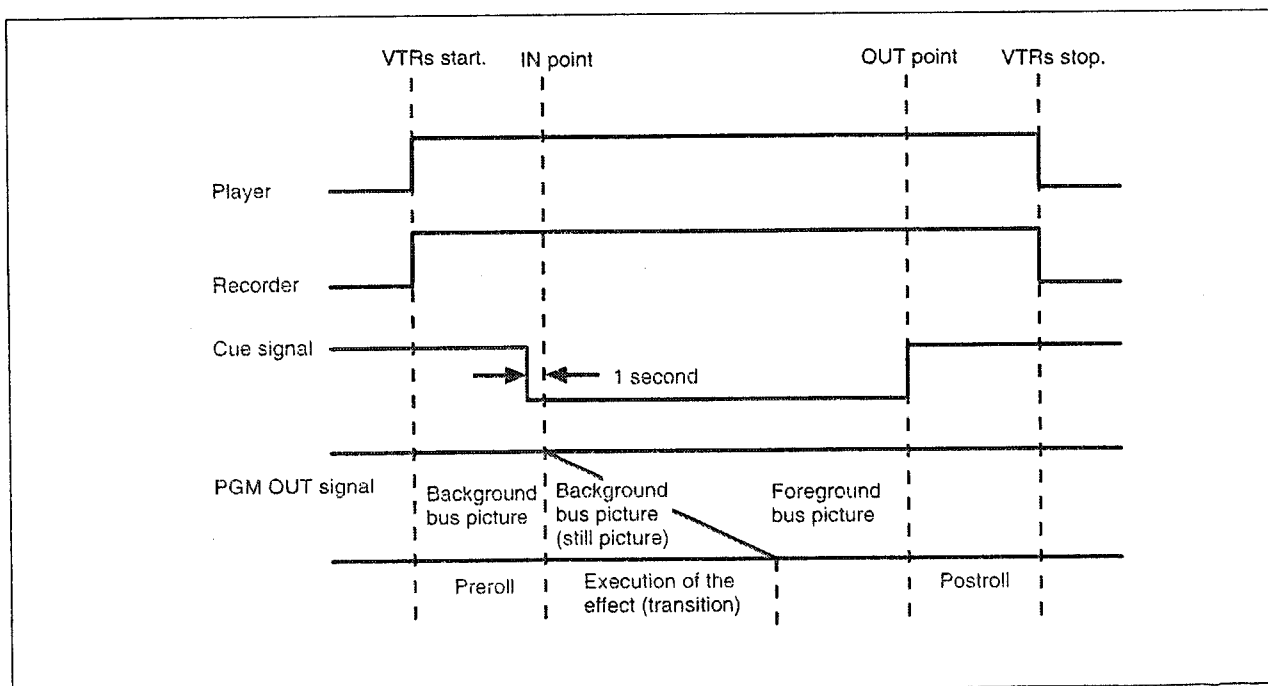 VTRs start.
IN point
OUT point
VTRs stop.
Player
Recorder
Cue signal
1 second
PGM OUT signal
Background
bus picture
Background
bus picture
(still picture)
Foreground
bus picture
Preroll
Execution of the
effect (transition)
Postroll